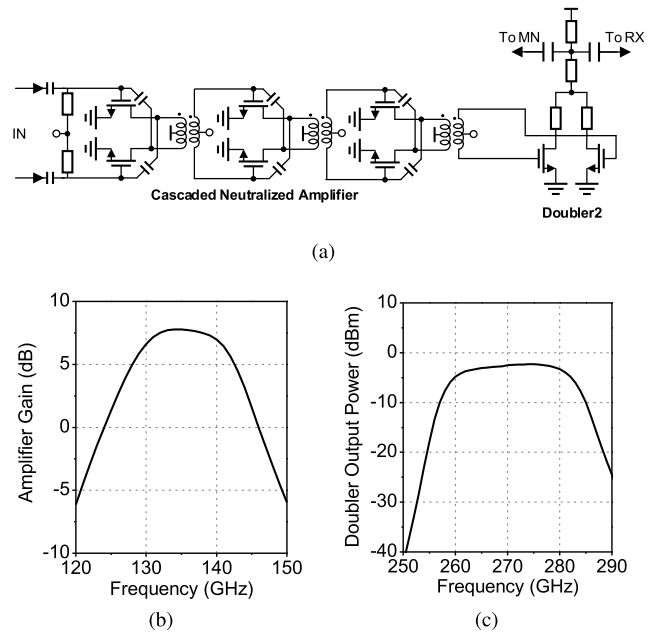 To MN
To RX
IN
Cascaded Neutralized Amplifier
Doubler2
(a)
10
5
0
-5
-10
Amplifier Gain (dB)
120
130
140
150
Frequency (GHz)
(b)
10
0
-10
-20
-30
-40
Doubler Output Power (dBm)
250
260
270
280
290
Frequency (GHz)
(c)